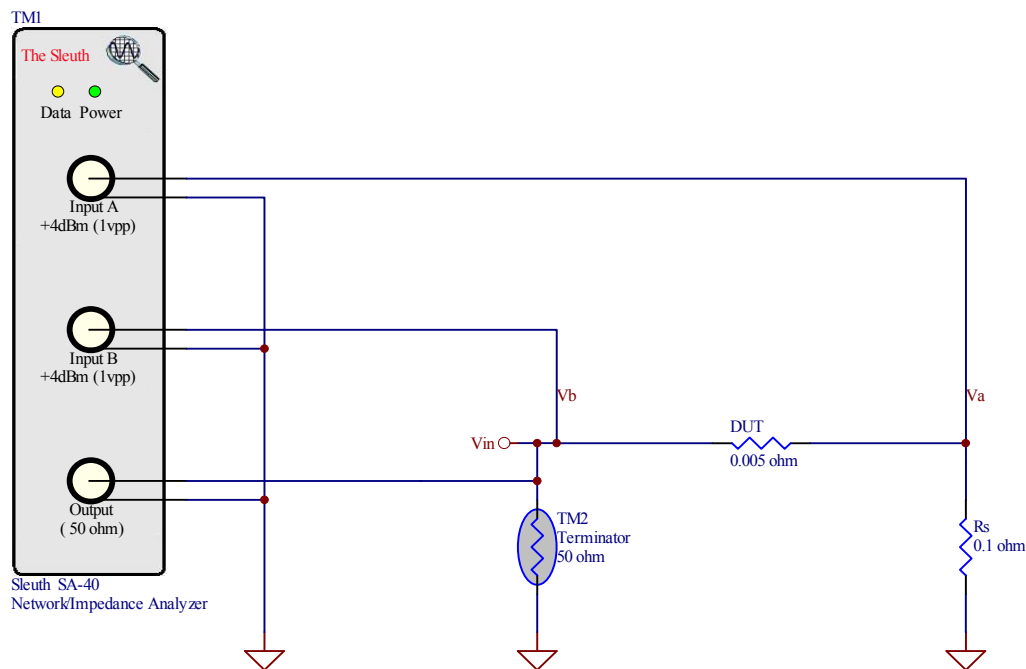 TM1
The Sleuth
Data Power
Input A
+4dBm (1vpp)
Input B
+4dBm (1vpp)
Output
( 50 ohm)
Sleuth SA-40
Network/Impedance Analyzer
Vb
Vin
TM2
Terminator
50 ohm
DUT
0.005 ohm
Va
Rs
0.1 ohm